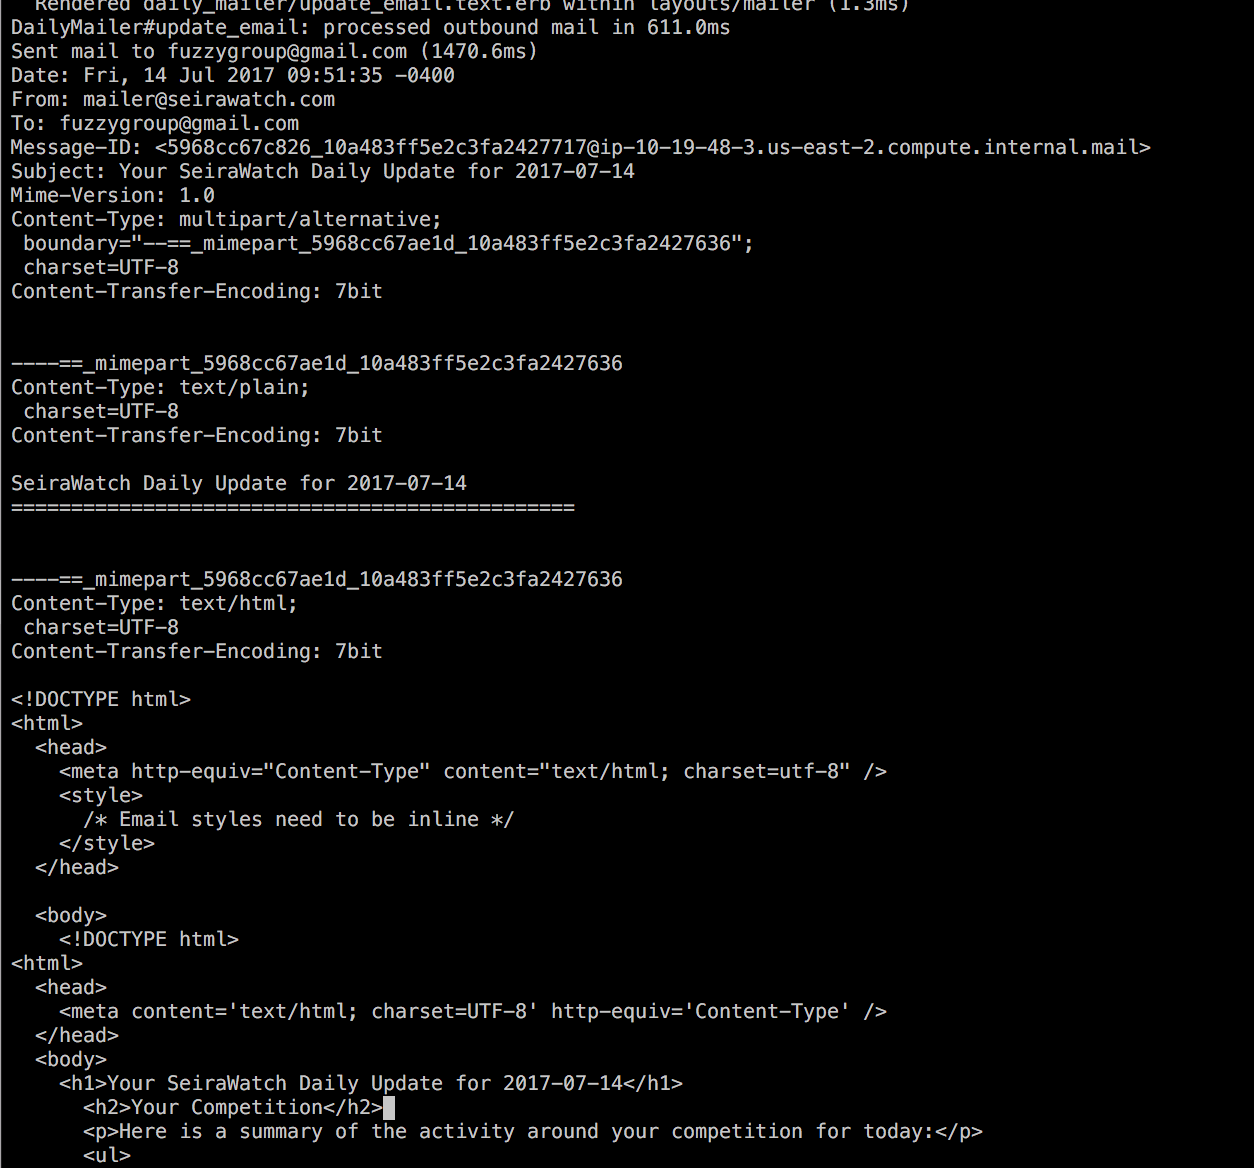 Rendered daily_mailer/update_email.text.erb within layouts/mailer (1.3ms)
DailyMailer#update_email: processed outbound mail in 611.0ms
Sent mail to fuzzygroup@gmail.com (1470.6ms)
Date: Fri, 14 Jul 2017 09:51:35 -0400
From: mailer@seirawatch.com
To: fuzzygroup@gmail.com
Message-ID: <5968cc67c826_10a483ff5e2c3fa2427717@ip-10-19-48-3.us-east-2.compute.internal.mail>
Subject: Your SeiraWatch Daily Update for 2017-07-14
Mime-Version: 1.0
Content-Type: multipart/alternative;
 boundary="--==_mimepart_5968cc67ae1d_10a483ff5e2c3fa2427636";
 charset=UTF-8
Content-Transfer-Encoding: 7bit


----==_mimepart_5968cc67ae1d_10a483ff5e2c3fa2427636
Content-Type: text/plain;
 charset=UTF-8
Content-Transfer-Encoding: 7bit

SeiraWatch Daily Update for 2017-07-14
===============================================


----==_mimepart_5968cc67ae1d_10a483ff5e2c3fa2427636
Content-Type: text/html;
 charset=UTF-8
Content-Transfer-Encoding: 7bit

<!DOCTYPE html>
<html>
  <head>
    <meta http-equiv="Content-Type" content="text/html; charset=utf-8" />
    <style>
      /* Email styles need to be inline */
    </style>
  </head>

  <body>
    <!DOCTYPE html>
<html>
  <head>
    <meta content='text/html; charset=UTF-8' http-equiv='Content-Type' />
  </head>
  <body>
    <h1>Your SeiraWatch Daily Update for 2017-07-14</h1>
      <h2>Your Competition</h2>
      <p>Here is a summary of the activity around your competition for today:</p>
      <ul>